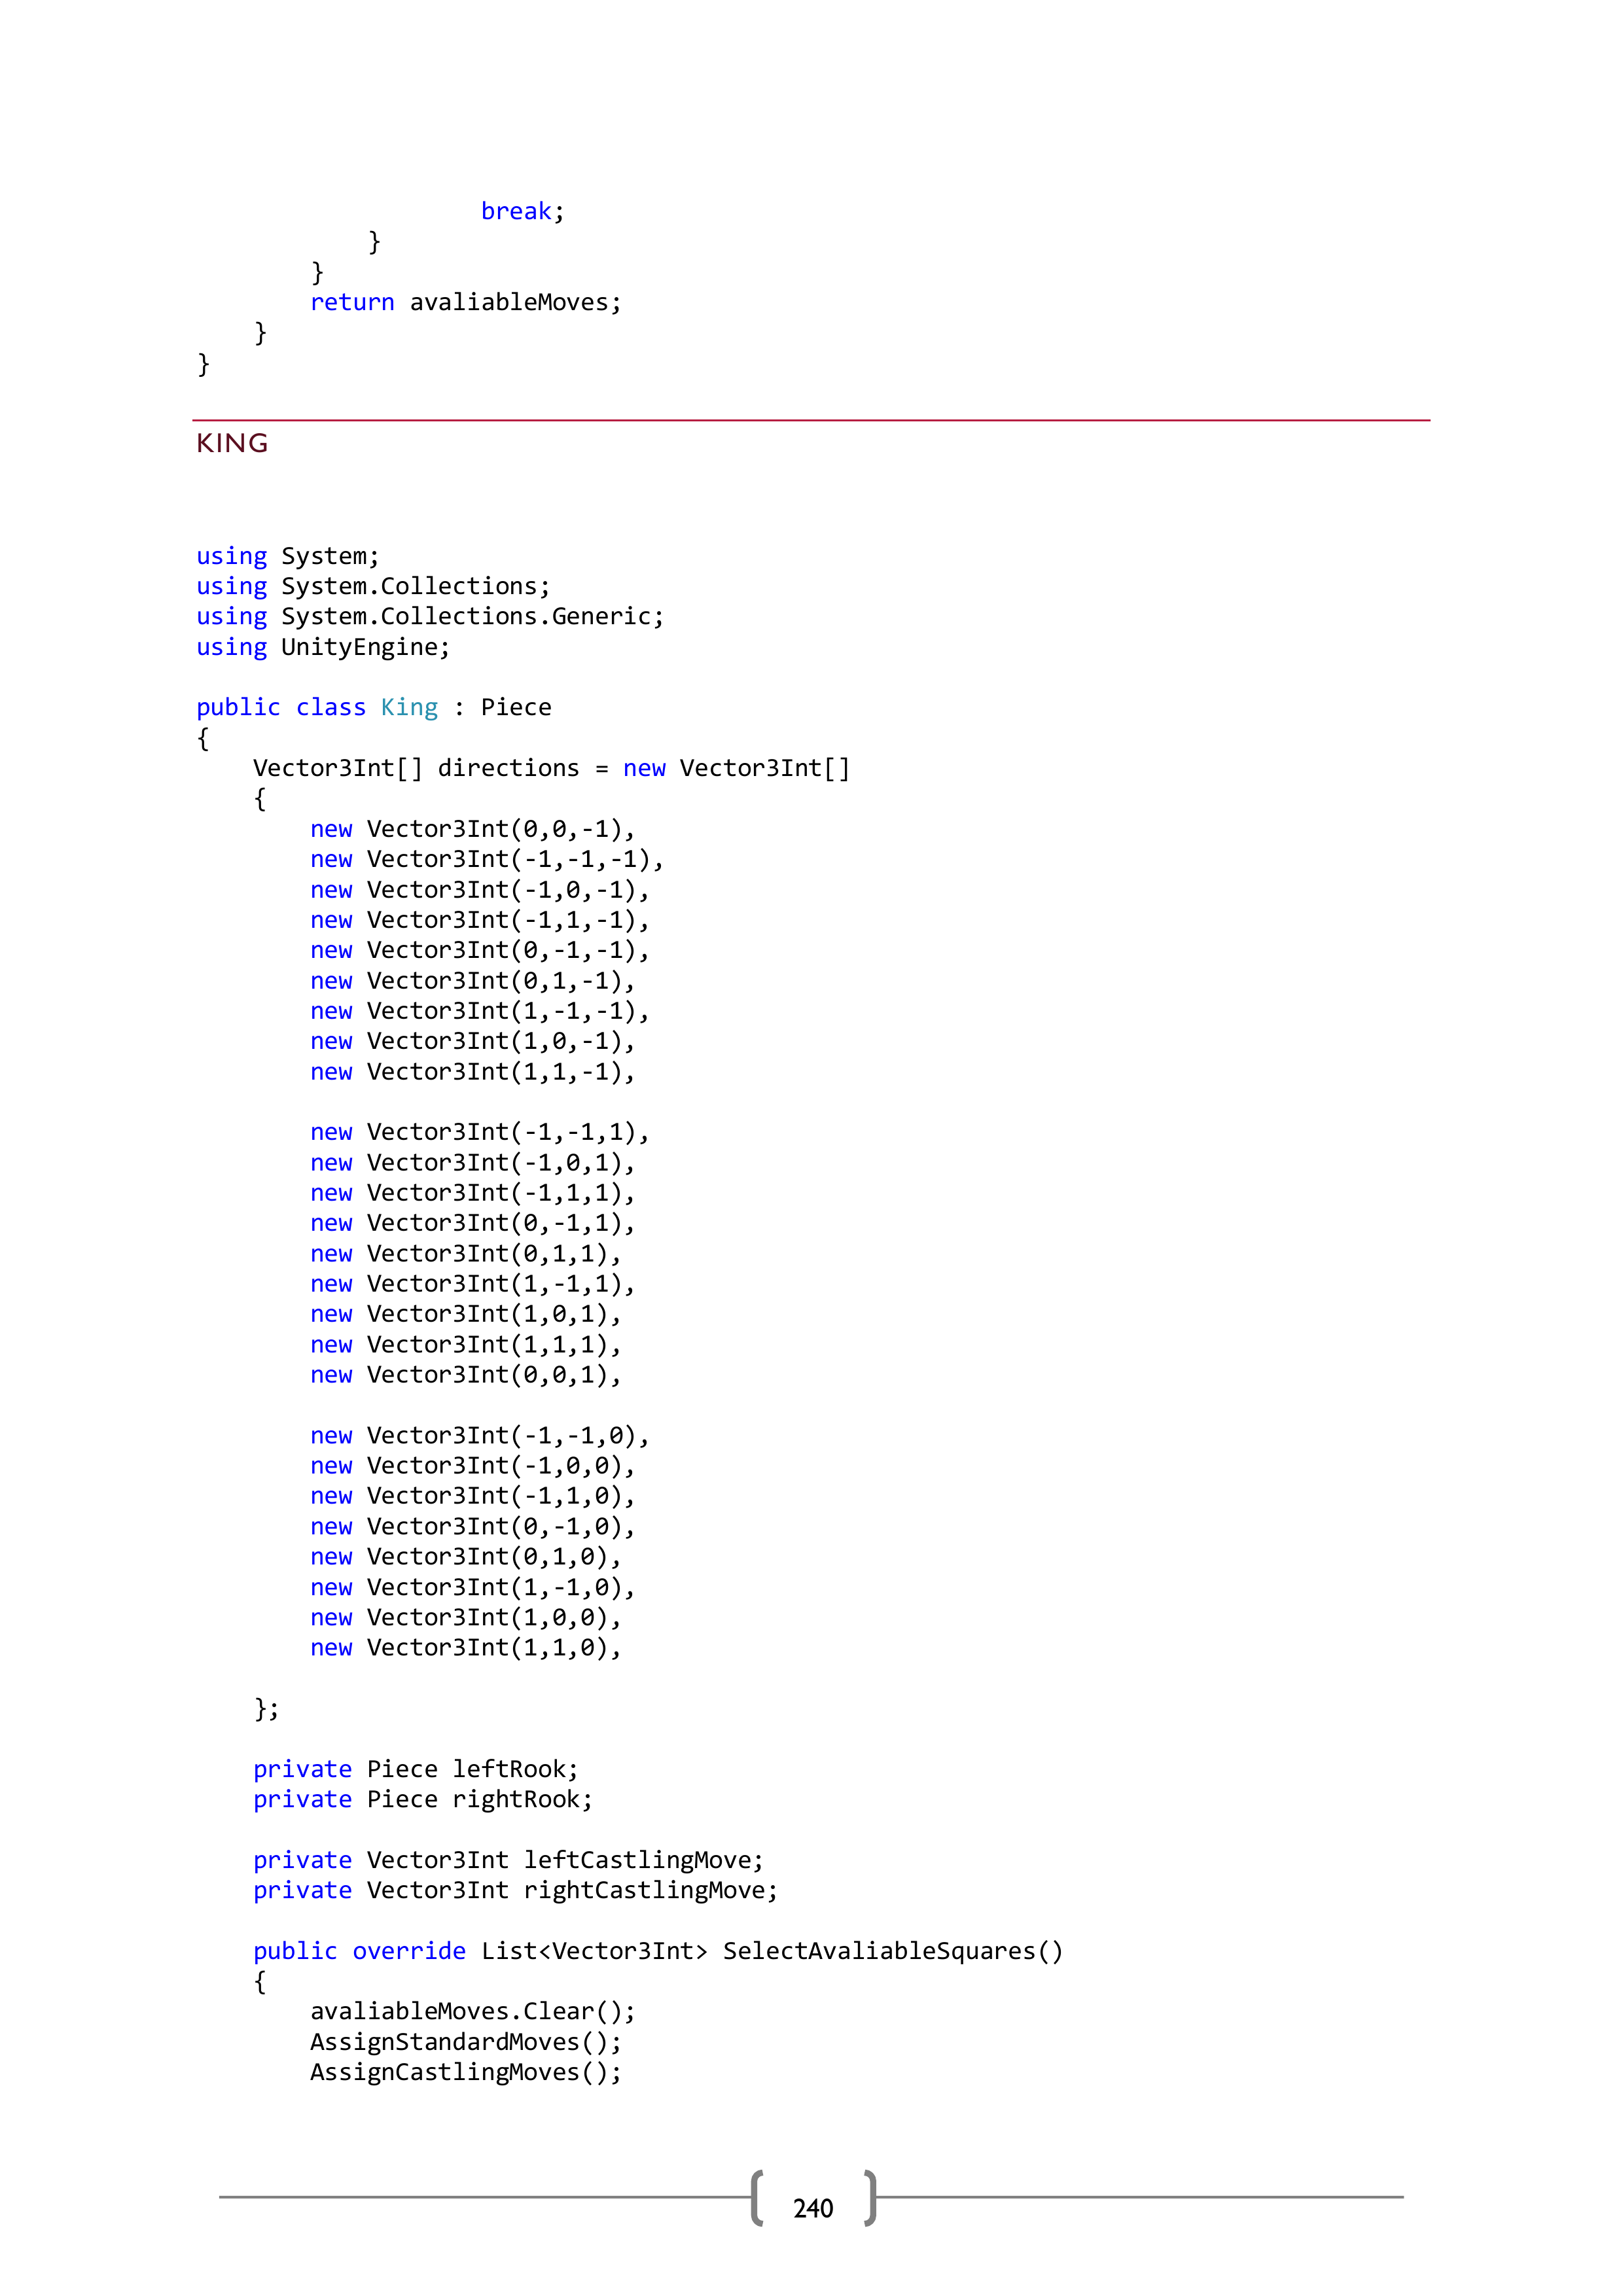 break;
}
}
return avaliableMoves;
}
}
KING
using System;
using System.Collections;
using System.Collections.Generic;
using UnityEngine;
public class King : Piece
{
Vector3Int[] directions = new Vector3Int[]
{
new Vector3Int(0,0,-1),
new Vector3Int(-1,-1,-1),
new Vector3Int(-1,0,-1),
new Vector3Int(-1,1,-1),
new Vector3Int(0,-1,-1),
new Vector3Int(0,1,-1),
new Vector3Int(1,-1,-1),
new Vector3Int(1,0,-1),
new Vector3Int(1,1,-1),
new Vector3Int(-1,-1,1),
new Vector3Int(-1,0,1),
new Vector3Int(-1,1,1),
new Vector3Int(0,-1,1),
new Vector3Int(0,1,1),
new Vector3Int(1,-1,1),
new Vector3Int(1,0,1),
new Vector3Int(1,1,1),
new Vector3Int(0,0,1),
new Vector3Int(-1,-1,0),
new Vector3Int(-1,0,0),
new Vector3Int(-1,1,0),
new Vector3Int(0,-1,0),
new Vector3Int(0,1,0),
new Vector3Int(1,-1,0),
new Vector3Int(1,0,0),
new Vector3Int(1,1,0),
};
private Piece leftRook;
private Piece rightRook;
private Vector3Int leftCastlingMove;
private Vector3Int rightCastlingMove;
public override List<Vector3Int> SelectAvaliableSquares()
{
avaliableMoves.Clear();
AssignStandardMoves();
AssignCastlingMoves();
240